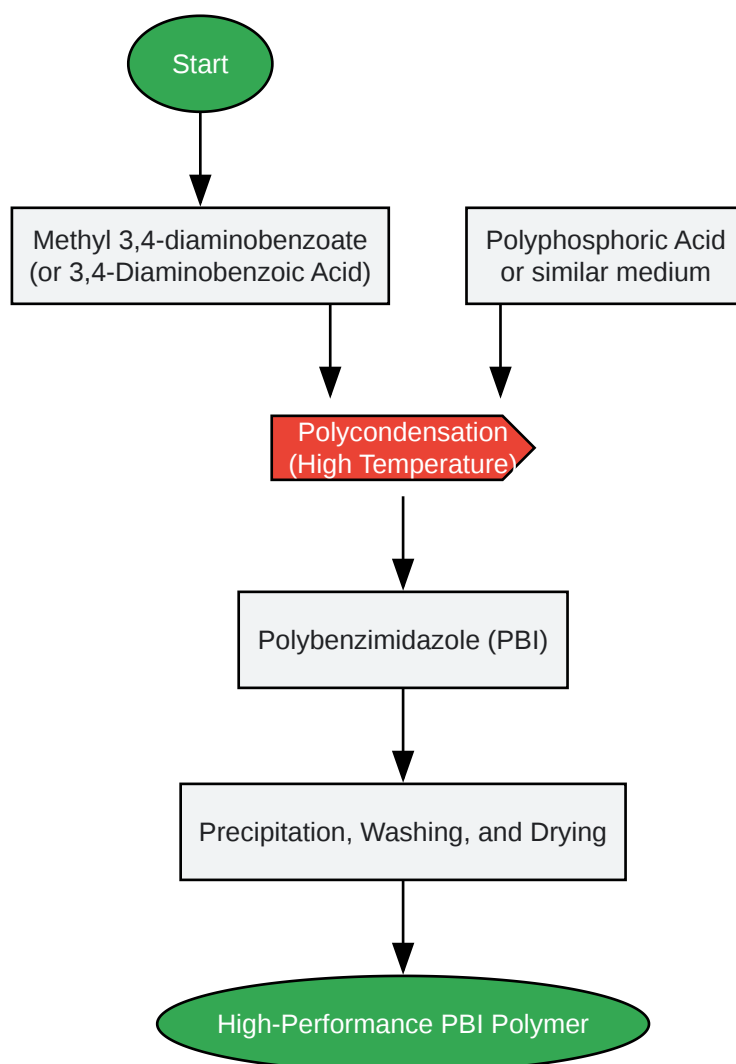 Start
Methyl 3,4-diaminobenzoate
(or 3,4-Diaminobenzoic Acid)
Polyphosphoric Acid
or similar medium
Polycondensation
(High Temperature)
Polybenzimidazole (PBI)
Precipitation, Washing, and Drying
High-Performance PBI Polymer